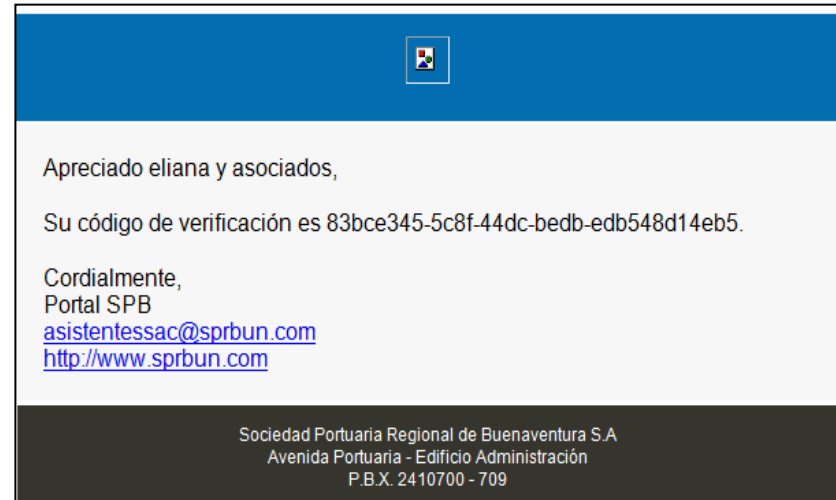 Apreciado eliana y asociados,
Su código de verificación es 83bce345-5c8f-44dc-bedb-edb548d14eb5.
Cordialmente,
Portal SPB
asistentessac@sprbun.com
http://www.sprbun.com
Sociedad Portuaria Regional de Buenaventura S.A
Avenida Portuaria - Edificio Administración
P.B.X. 2410700 - 709